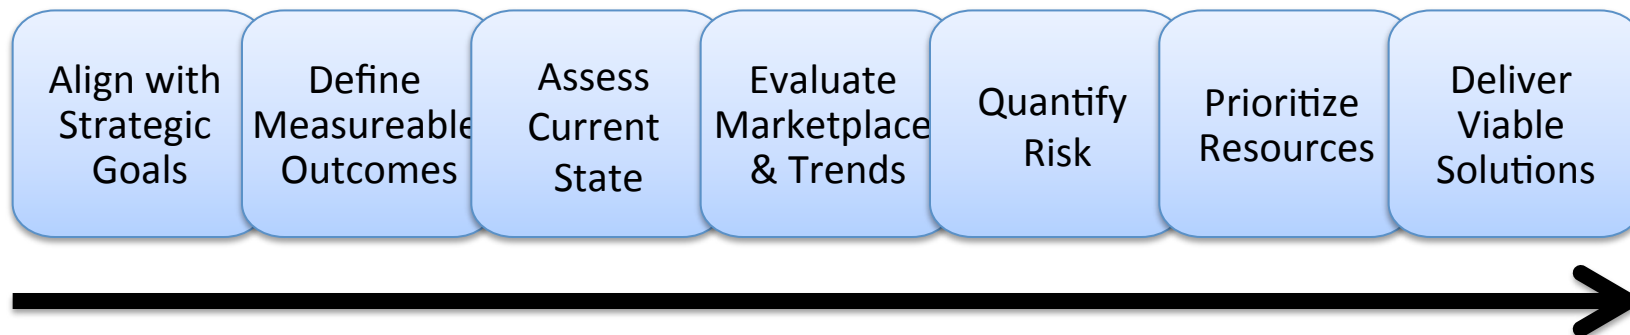 Align with
Strategic
Goals
Define
Measureable
Outcomes
Assess
Current
State
Evaluate
Marketplace
& Trends
Quantify
Risk
Prioritize
Resources
Deliver
Viable
Solutions